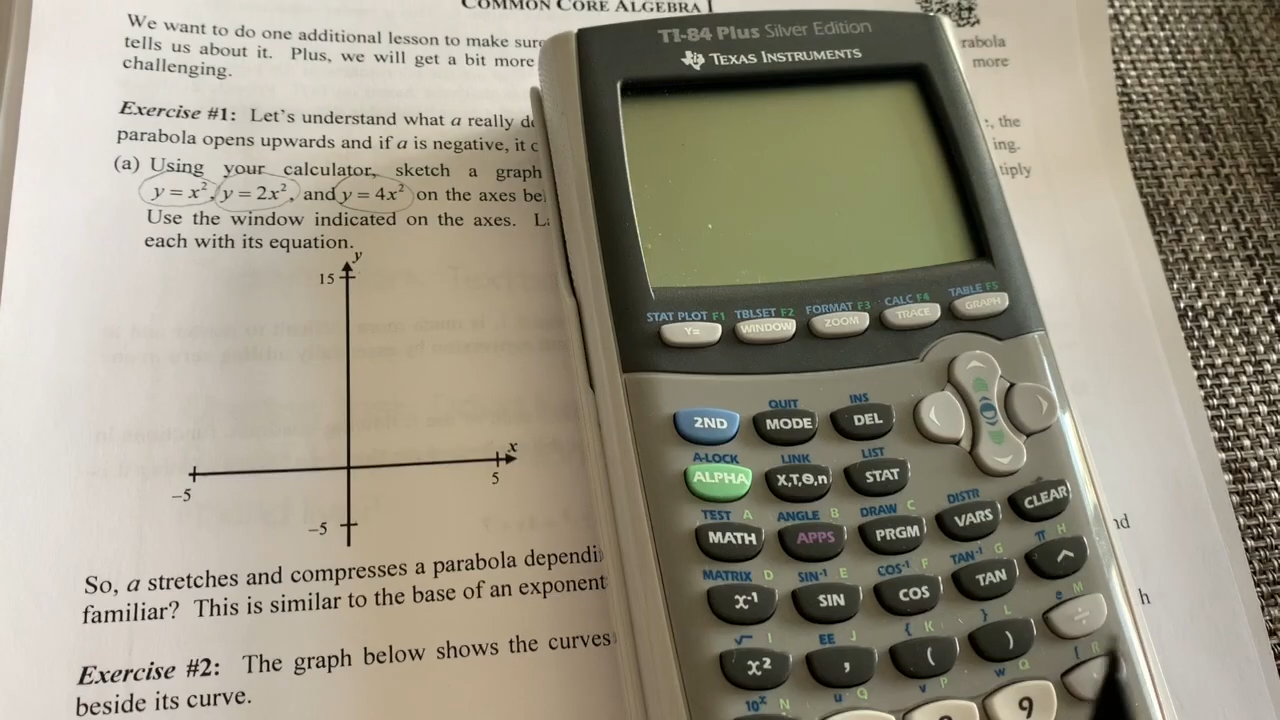 COMMON CORE ALGEBRA I
We want to do one additional lesson to make sure
tells us about it. Plus, we will get a bit more
challenging.
rabola
more
Exercise #1: Let's understand what a really
parabola opens upwards and if a is negative, it
, the
ing.
tiply
(a) Using your calculator, sketch a graph
y = x², y = 2x², and y = 4x² on the axes
Use the window indicated on the axes.
each with its equation.
y
15
x
-5
5
-5
So, a stretches and compresses a parabola
familiar? This is similar to the base of an exponent
Exercise #2: The graph below shows the curves
beside its curve.
nd
h
TI-84 Plus Silver Edition
TEXAS INSTRUMENTS
STAT PLOT F1 TBLSET F2 FORMAT F3 CALC F4 TABLE F5
Y= WINDOW ZOOM TRACE GRAPH
QUIT INS
2ND MODE DEL
A-LOCK LINK LIST
ALPHA X,T,Θ,n STAT
TEST A ANGLE B DRAW C DISTR
MATH APPS PRGM VARS CLEAR
MATRIX D SIN⁻¹ E COS⁻¹ F TAN⁻¹ G π H
x⁻¹ SIN COS TAN ^
√ I EE J { K } L e M
x² , ( ) ÷
10ˣ N u O v P w Q [ R
9